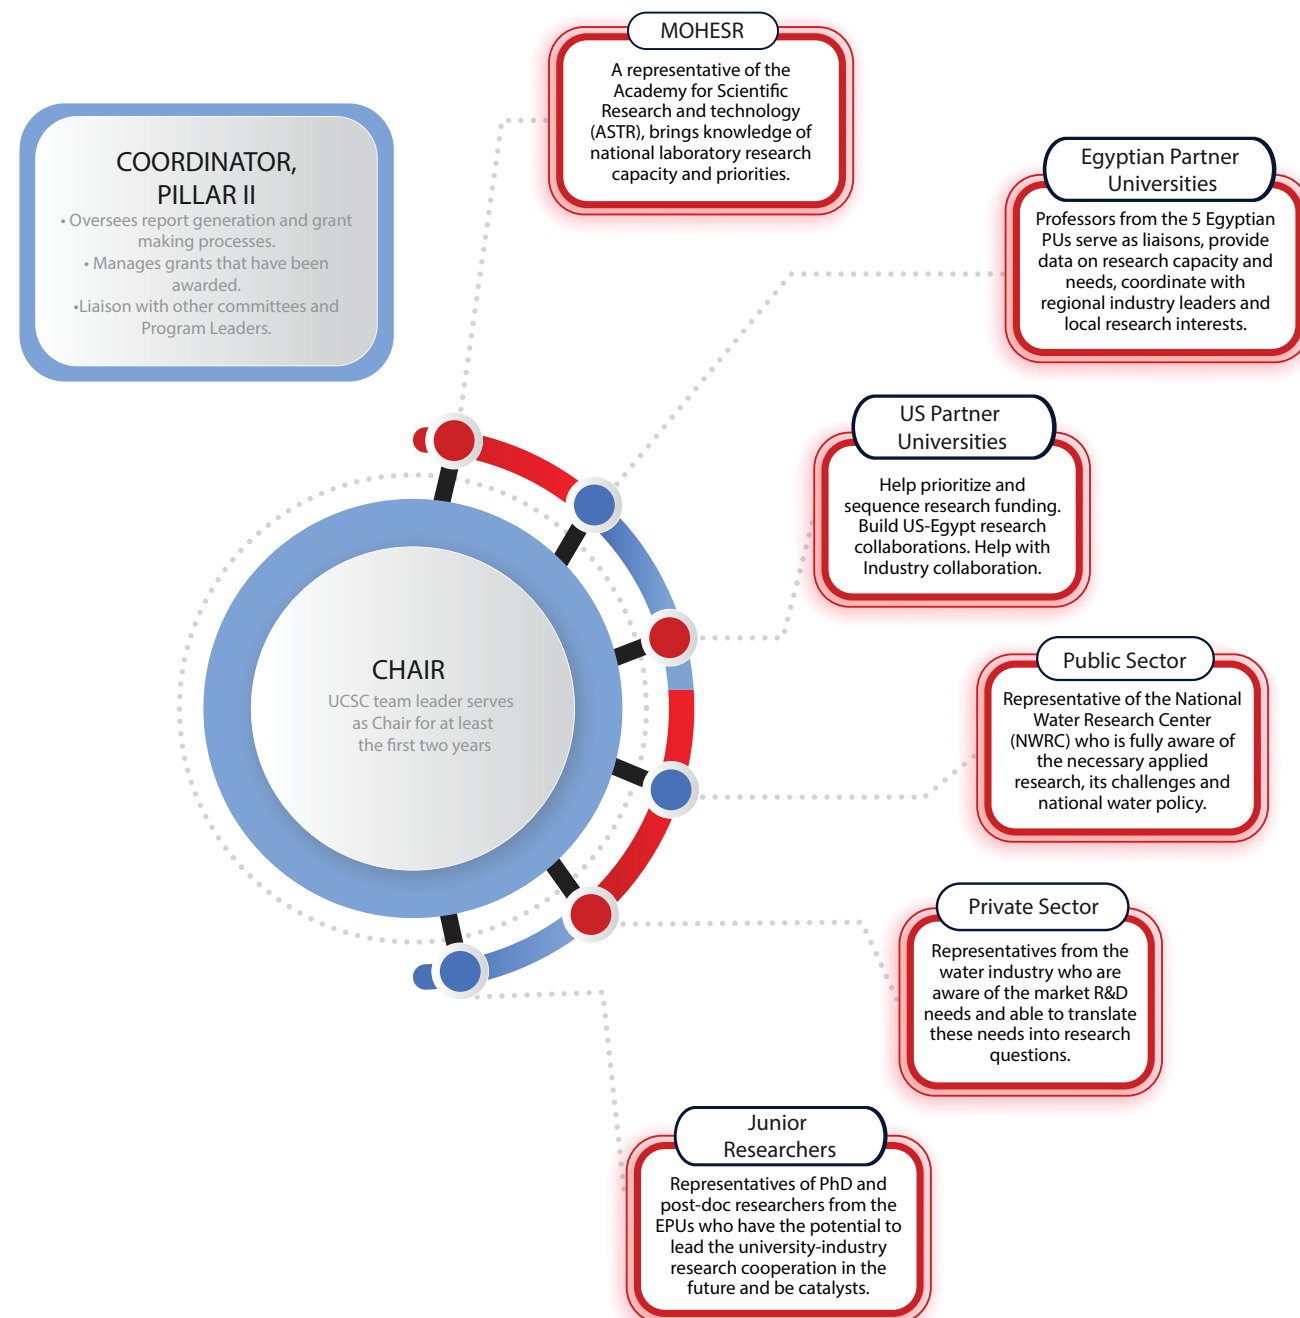 MOHESR
A representative of the
Academy for Scientific
Research and technology
(ASTR), brings knowledge of
national laboratory research
capacity and priorities.
COORDINATOR,
PILLAR II
• Oversees report generation and grant
making processes.
• Manages grants that have been
awarded.
•Liaison with other committees and
Program Leaders.
Egyptian Partner
Universities
Professors from the 5 Egyptian
PUs serve as liaisons, provide
data on research capacity and
needs, coordinate with
regional industry leaders and
local research interests.
US Partner
Universities
Help prioritize and
sequence research funding.
Build US-Egypt research
collaborations. Help with
Industry collaboration.
CHAIR
UCSC team leader serves
as Chair for at least
the first two years
Public Sector
Representative of the National
Water Research Center
(NWRC) who is fully aware of
the necessary applied
research, its challenges and
national water policy.
Private Sector
Representatives from the
water industry who are
aware of the market R&D
needs and able to translate
these needs into research
questions.
Junior
Researchers
Representatives of PhD and
post-doc researchers from the
EPUs who have the potential to
lead the university-industry
research cooperation in the
future and be catalysts.